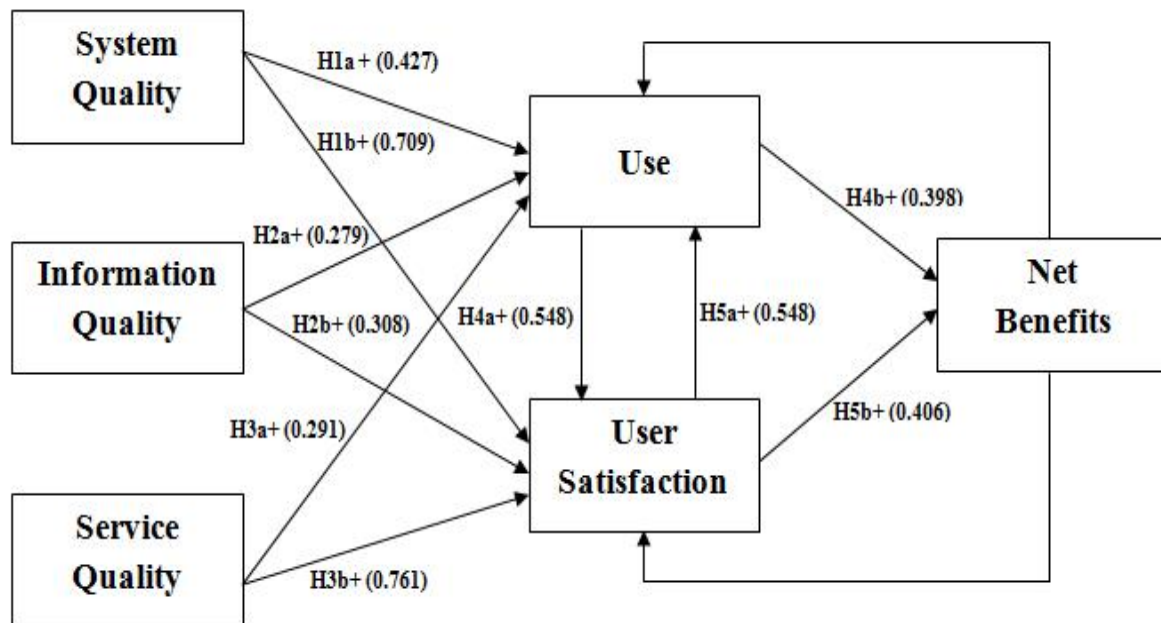 System
Quality
H1a + (0.427)
H1b+ (0.709)
Use
H4b+ (0.398)
Information
Quality
H2a+ (0.279)
H2b+ (0.308)
H4a+ (0.548)
H5a+ (0.548)
Net
Benefits
H3a+ (0.291)
User
Satisfaction
H5b+ (0.406)
Service
Quality
H3b+ (0.761)